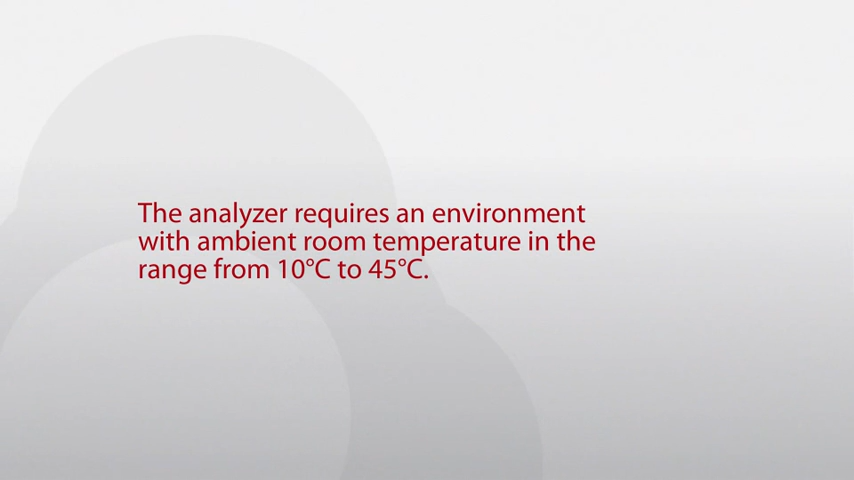 The analyzer requires an environment
with ambient room temperature in the
range from 10°C to 45°C.